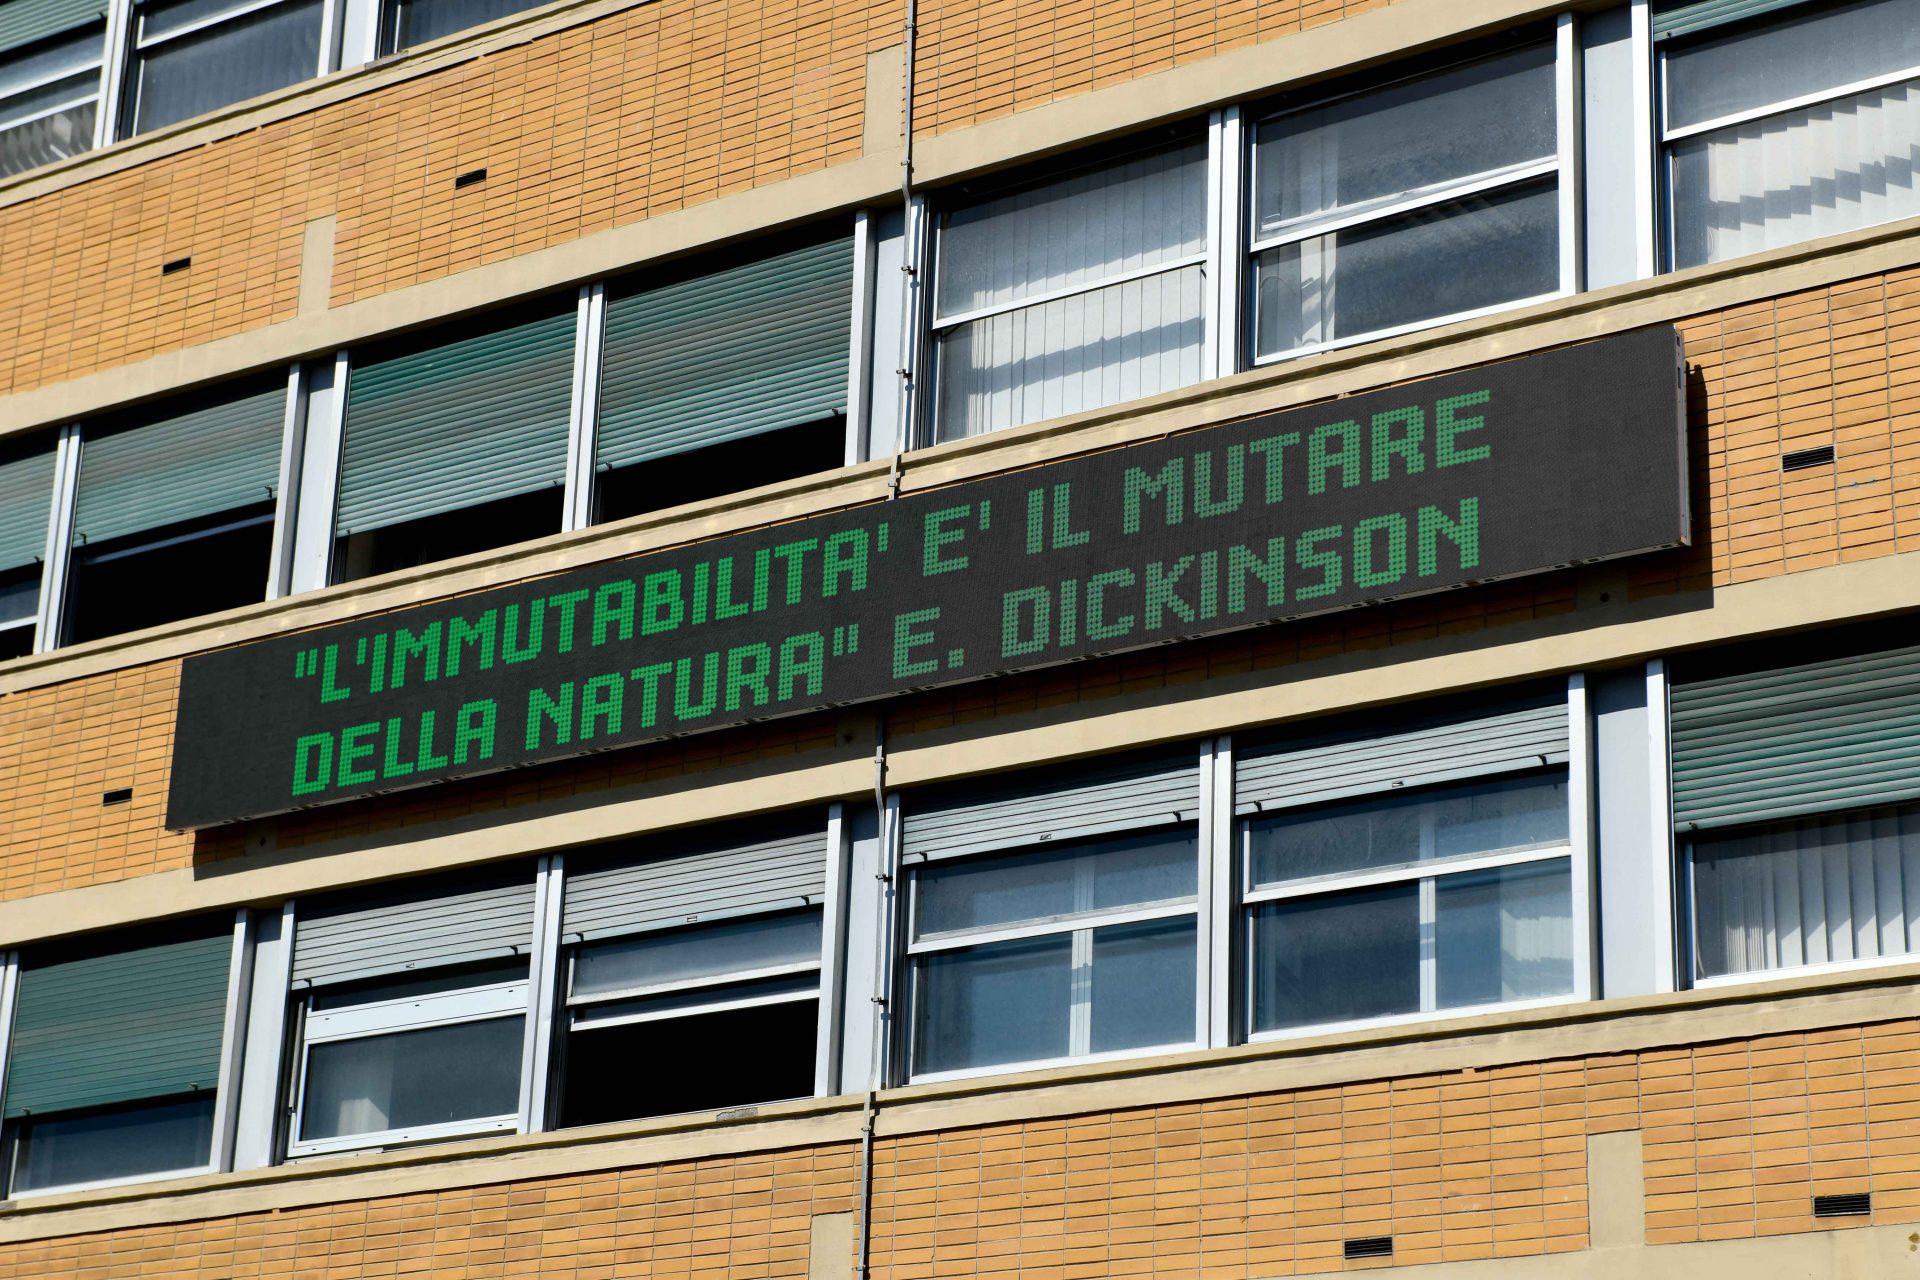 "L'IMMUTABILITA' E' IL MUTARE
DELLA NATURA" E. DICKINSON